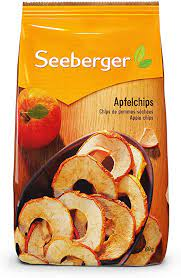 Seeberger
Apfelchips
Chips de pommes séchées
Apple chips